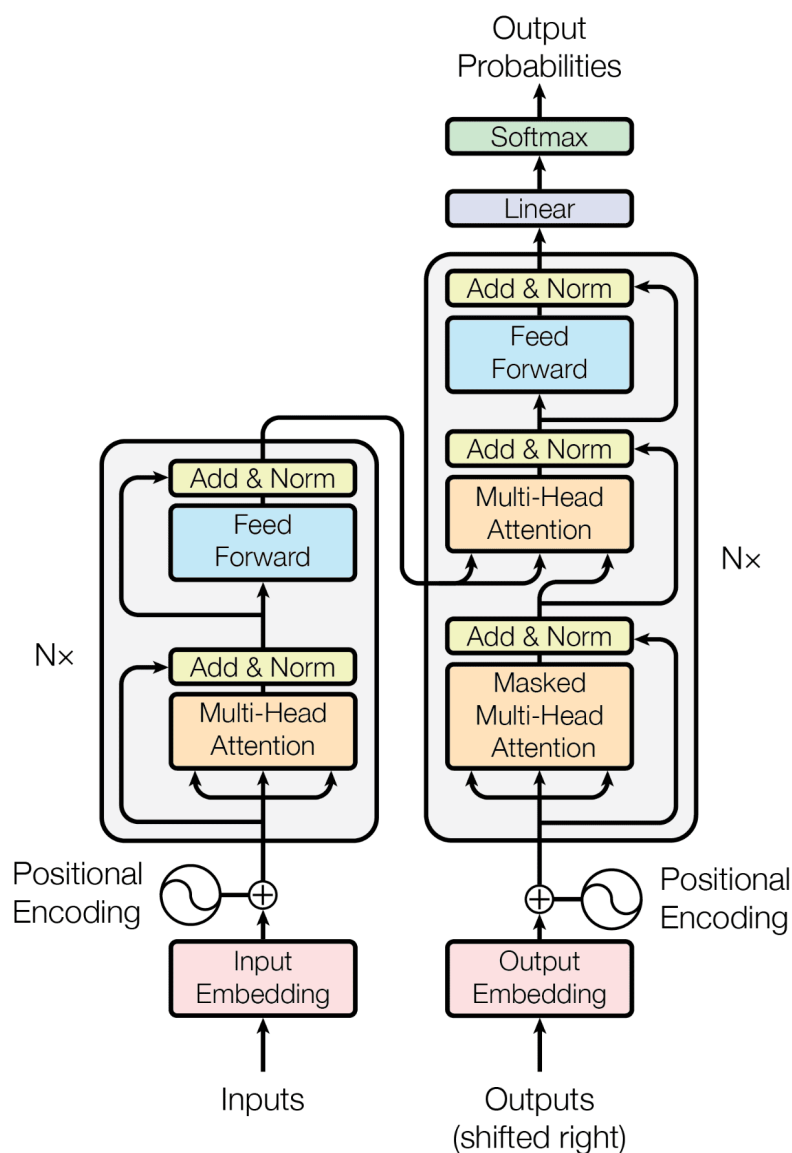 Output
Probabilities
Softmax
Linear
Add & Norm
Feed
Forward
Add & Norm
Multi-Head
Attention
Add & Norm
Masked
Multi-Head
Attention
Nx
Add & Norm
Feed
Forward
Add & Norm
Multi-Head
Attention
Nx
Positional
Encoding
Positional
Encoding
Input
Embedding
Output
Embedding
Inputs
Outputs
(shifted right)